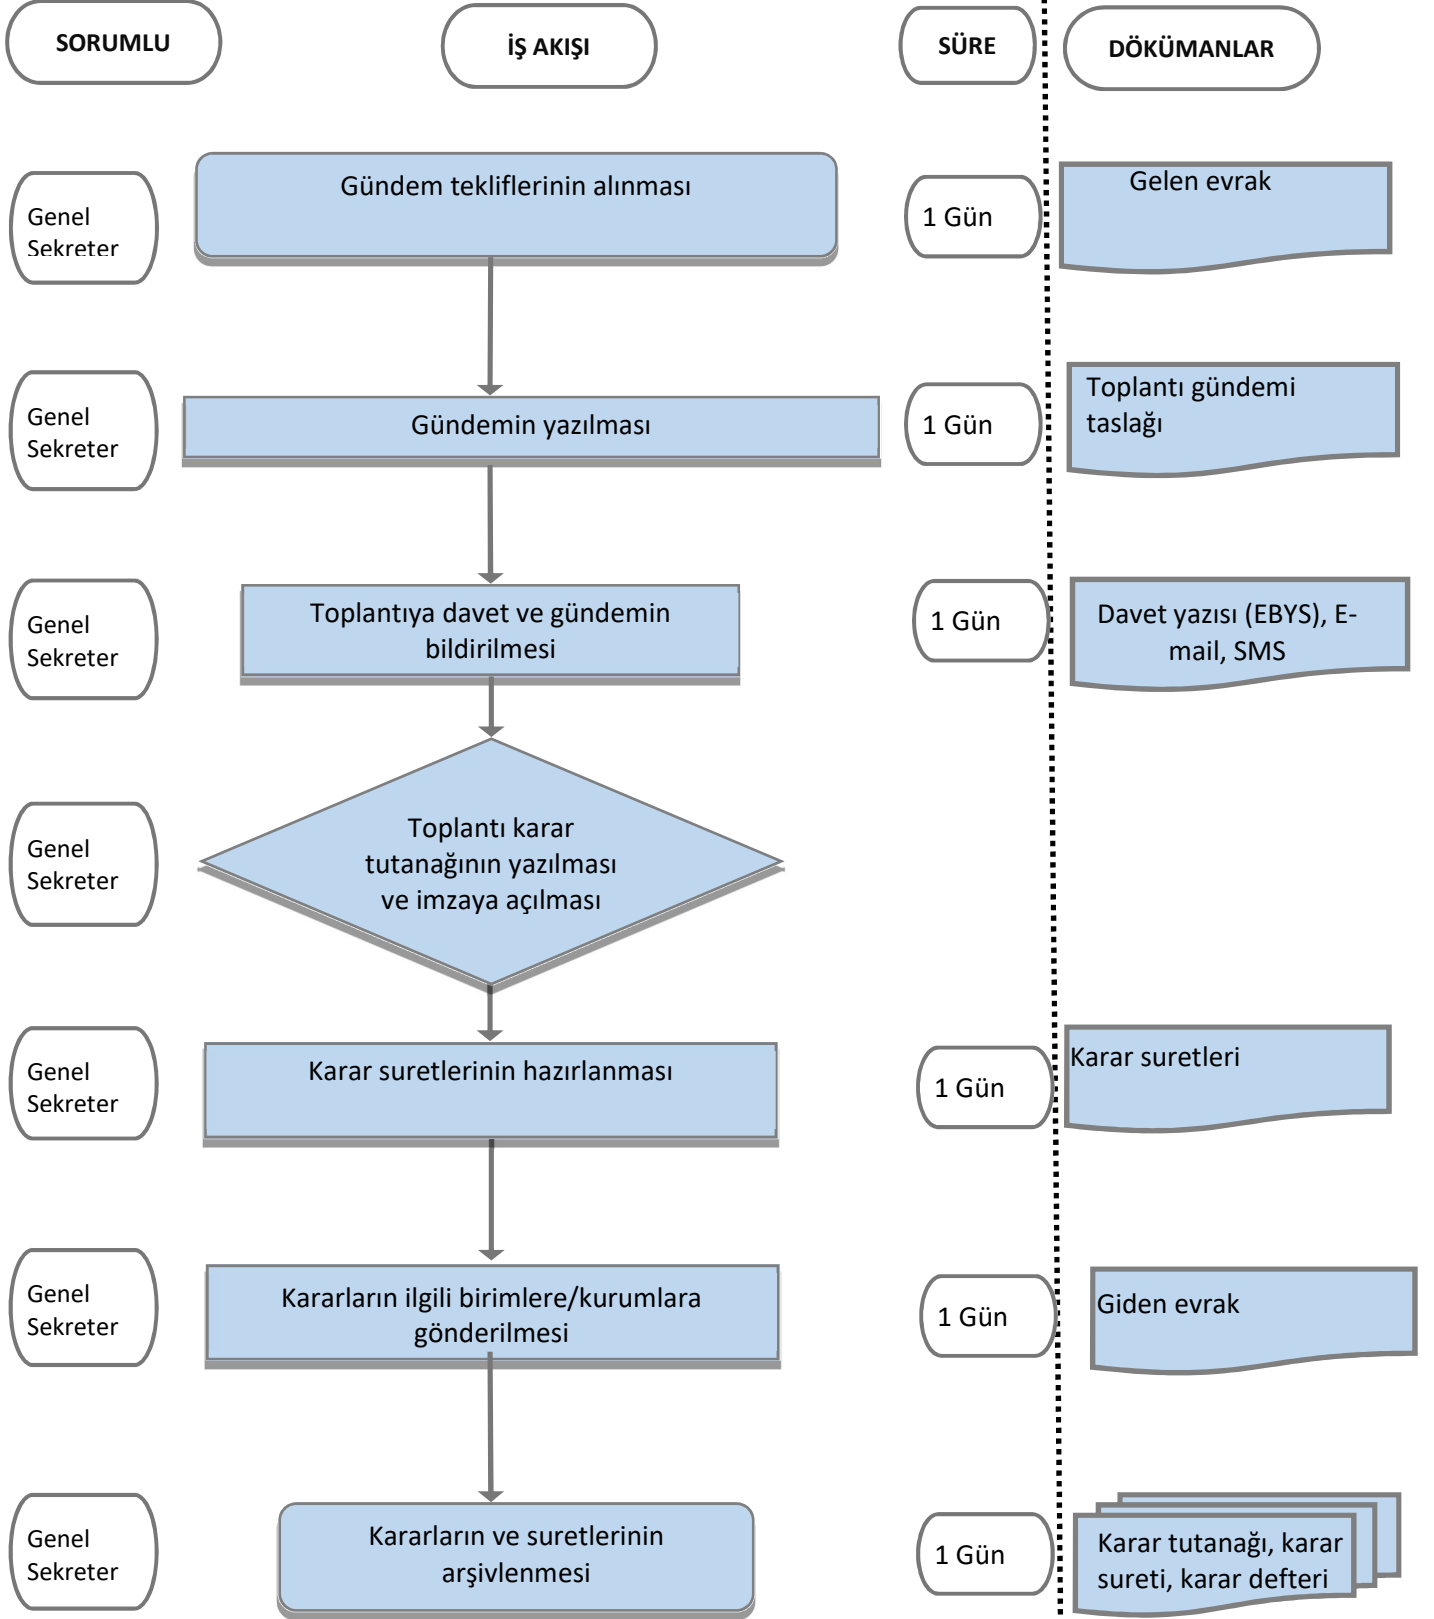 SORUMLU
İŞ AKIŞI
SÜRE
DÖKÜMANLAR
Genel
Sekreter
Gündem tekliflerinin alınması
1 Gün
Gelen evrak
Genel
Sekreter
Gündemin yazılması
1 Gün
Toplantı gündemi
taslağı
Genel
Sekreter
Toplantıya davet ve gündemin
bildirilmesi
1 Gün
Davet yazısı (EBYS), E-
mail, SMS
Genel
Sekreter
Toplantı karar
tutanağının yazılması
ve imzaya açılması
Genel
Sekreter
Karar suretlerinin hazırlanması
1 Gün
Karar suretleri
Genel
Sekreter
Kararların ilgili birimlere/kurumlara
gönderilmesi
1 Gün
Giden evrak
Genel
Sekreter
Kararların ve suretlerinin
arşivlenmesi
1 Gün
Karar tutanağı, karar
sureti, karar defteri